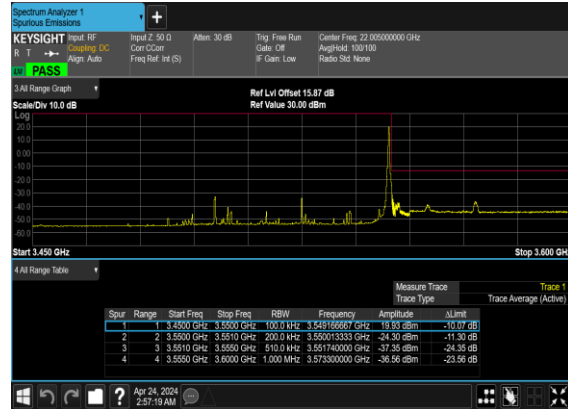 Spectrum Analyzer 1
Spurious Emissions
KEYSIGHT Input: RF Input Z: 50 Ω Atten: 30 dB Trig: Free Run Center Freq: 22.005000000 GHz
R T Coupling: DC Corr CCorr Gate: Off Avg|Hold: 100/100
Align: Auto Freq Ref: Int (S) IF Gain: Low Radio Std: None
PASS
3 All Range Graph Ref Lvl Offset 15.87 dB
Scale/Div 10.0 dB Ref Value 30.00 dBm
Log
20.0
10.0
0.00
-10.0
-20.0
-30.0
-40.0
-50.0
-60.0
Start 3.450 GHz Stop 3.600 GHz
4 All Range Table
Measure Trace Trace 1
Trace Type Trace Average (Active)
Spur Range Start Freq Stop Freq RBW Frequency Amplitude ΔLimit
1 1 3.4500 GHz 3.5500 GHz 100.0 kHz 3.549166667 GHz 19.93 dBm -10.07 dB
2 2 3.5500 GHz 3.5510 GHz 200.0 kHz 3.550013333 GHz -24.30 dBm -11.30 dB
3 3 3.5510 GHz 3.5550 GHz 510.0 kHz 3.551740000 GHz -37.35 dBm -24.35 dB
4 4 3.5550 GHz 3.6000 GHz 1.000 MHz 3.573300000 GHz -36.56 dBm -23.56 dB
? Apr 24, 2024
2:57:19 AM